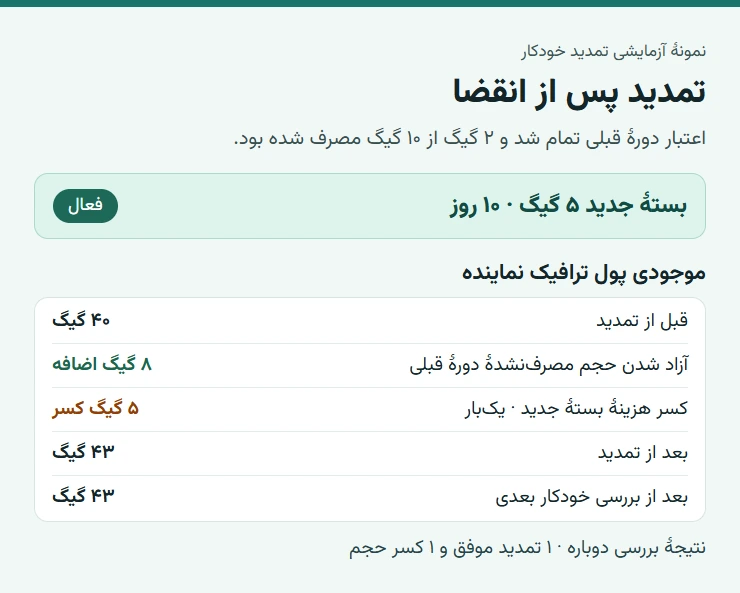 نمونهٔ آزمایشی تمدید خودکار
تمدید پس از انقضا
اعتبار دورهٔ قبلی تمام شد و ۲ گیگ از ۱۰ گیگ مصرف شده بود.
بستهٔ جدید ۵ گیگ · ۱۰ روز فعال
موجودی پول ترافیک نماینده
قبل از تمدید ۴۰ گیگ
آزاد شدن حجم مصرف‌نشدهٔ دورهٔ قبلی ۸ گیگ اضافه
کسر هزینهٔ بستهٔ جدید · یک‌بار ۵ گیگ کسر
بعد از تمدید ۴۳ گیگ
بعد از بررسی خودکار بعدی ۴۳ گیگ
نتیجهٔ بررسی دوباره · ۱ تمدید موفق و ۱ کسر حجم